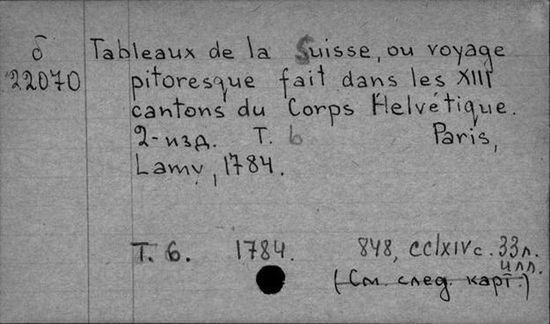 б Tableaux de la Suisse, ou voyage
22070 pitoresque fait dans les XIII
cantons du Corps Helvétique.
2-изд. Т. 6 Paris,
Lamy, 1784.
Т. 6. 1784. 848, CClXIVс. 33л.
илл.
(См. след. карт.)